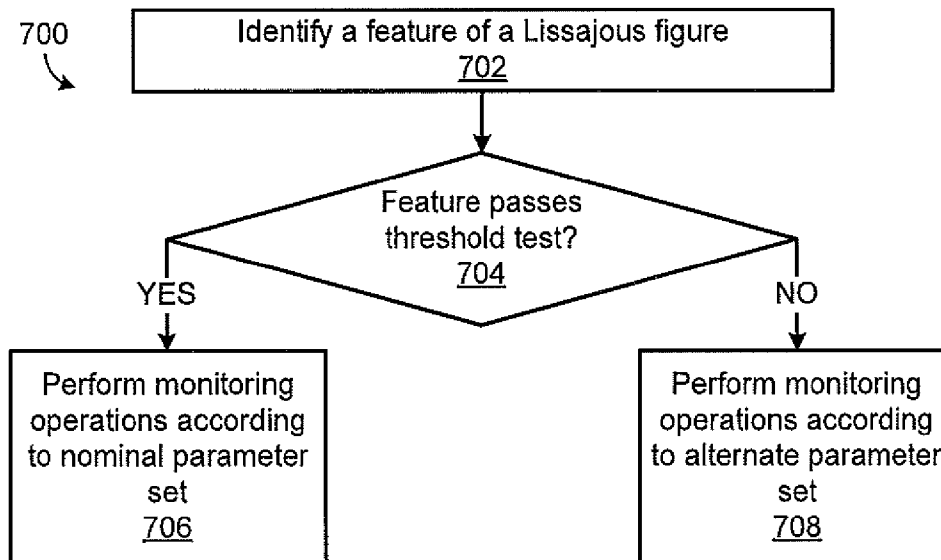 700
Identify a feature of a Lissajous figure
702
Feature passes
threshold test?
704
YES
NO
Perform monitoring
operations according
to nominal parameter
set
706
Perform monitoring
operations according
to alternate parameter
set
708